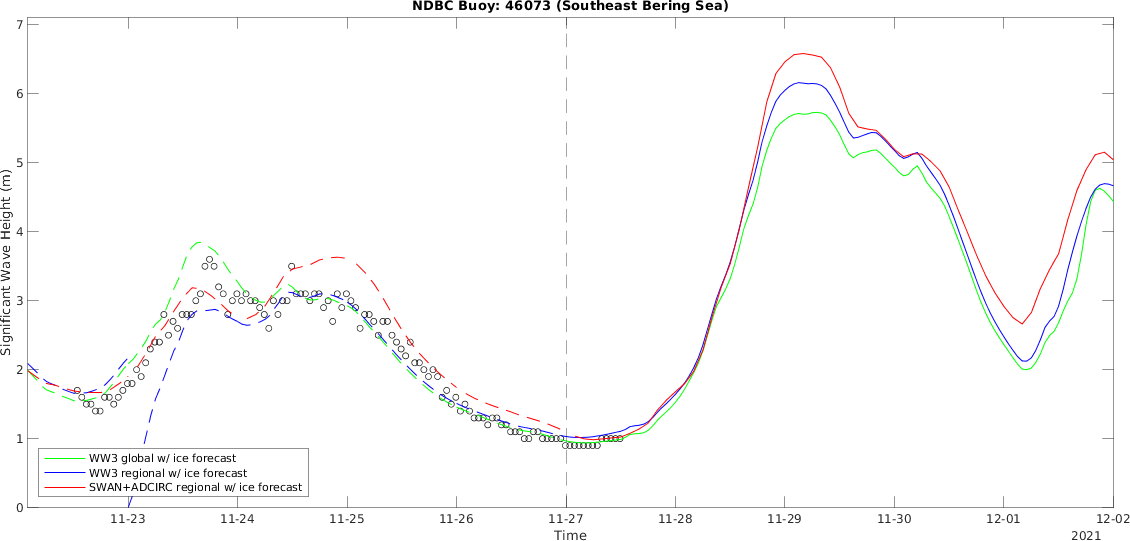 NDBC Buoy: 46073 (Southeast Bering Sea)
7
6
5
4
3
2
1
0
Significant Wave Height (m)
WW3 global w/ ice forecast
WW3 regional w/ ice forecast
SWAN+ADCIRC regional w/ ice forecast
11-23 11-24 11-25 11-26 11-27 11-28 11-29 11-30 12-01 12-02
Time
2021